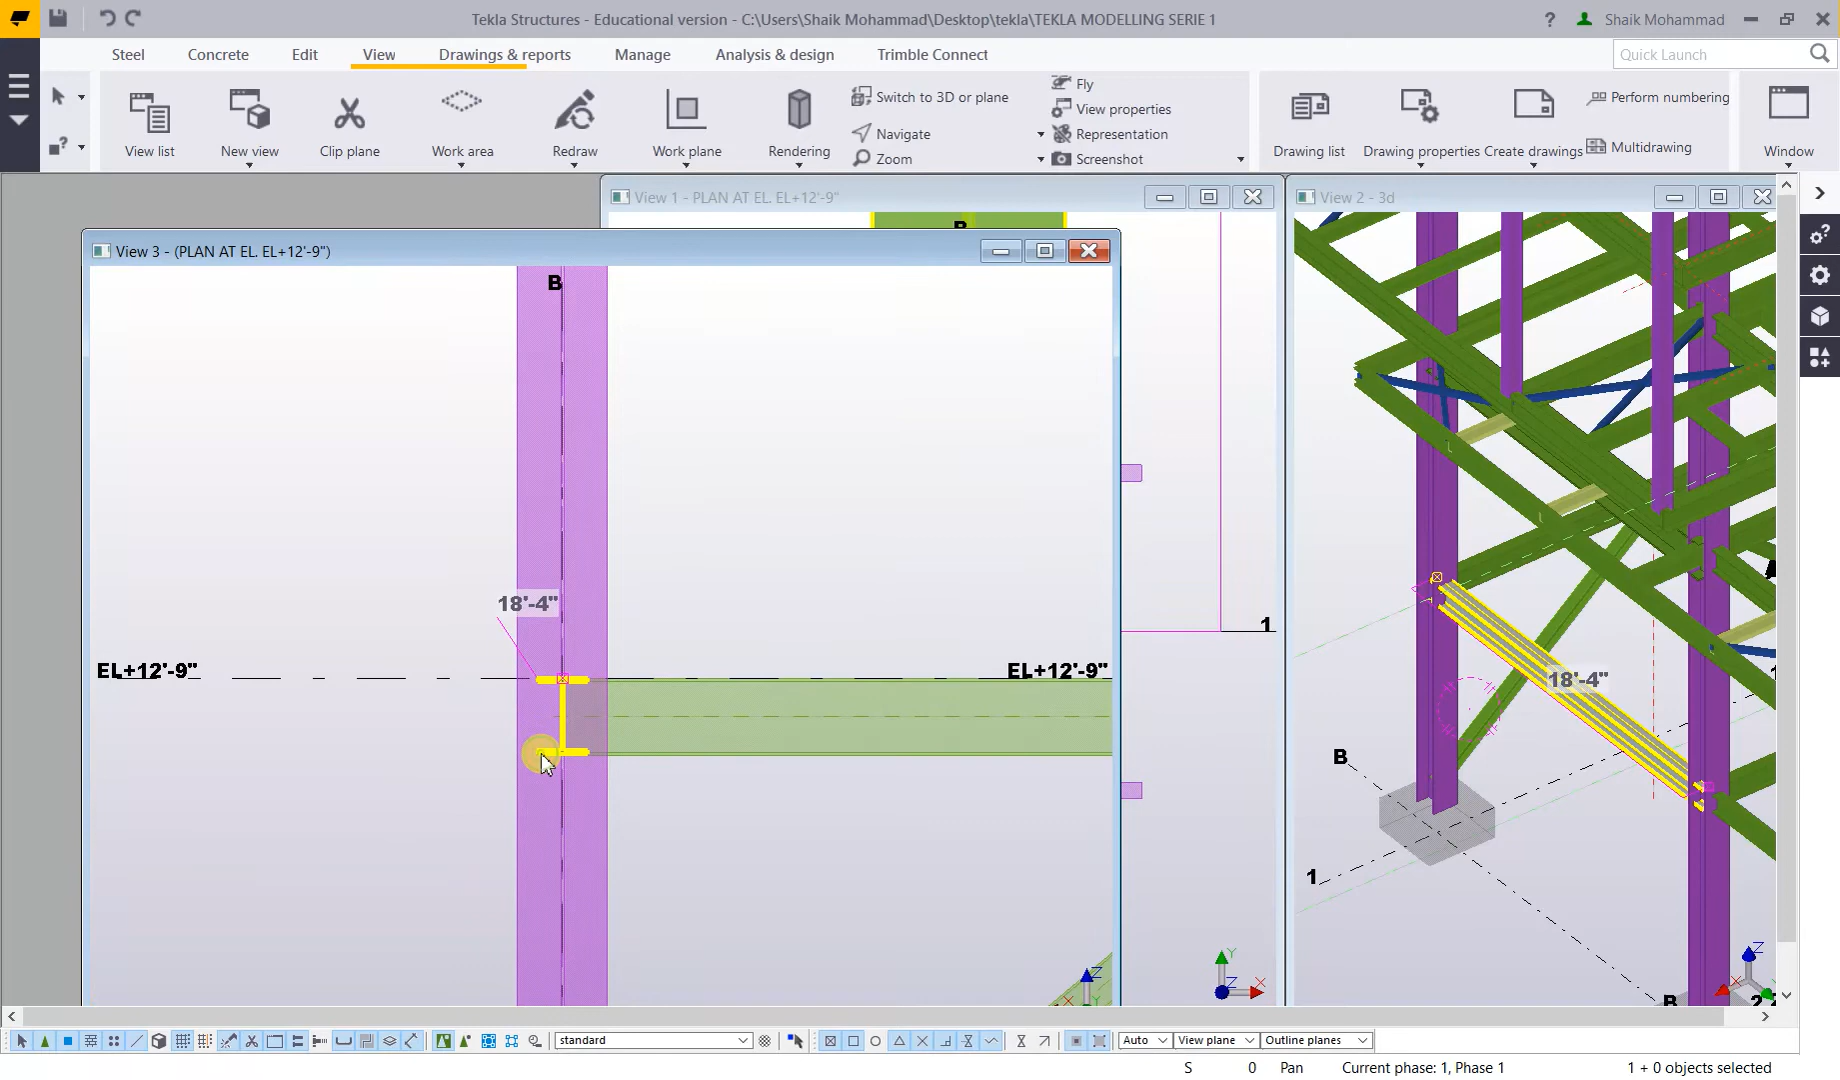 Tekla Structures - Educational version - C:\Users\Shaik Mohammad\Desktop\tekla\TEKLA MODELLING SERIE 1
? Shaik Mohammad
Steel Concrete Edit View Drawings & reports Manage Analysis & design Trimble Connect
Quick Launch
View list
New view
Clip plane
Work area
Redraw
Work plane
Rendering
Switch to 3D or plane
Navigate
Zoom
Fly
View properties
Representation
Screenshot
Drawing list
Drawing properties
Create drawings
Perform numbering
Multidrawing
Window
View 1 - PLAN AT EL. EL+12'-9"
View 2 - 3d
View 3 - (PLAN AT EL. EL+12'-9")
B
B
18'-4"
EL+12'-9"
EL+12'-9"
1
18'-4"
B
1
B
2
Z
X
Y
Y
Z
X
Z
X
standard
Auto
View plane
Outline planes
S 0 Pan Current phase: 1, Phase 1 1 + 0 objects selected